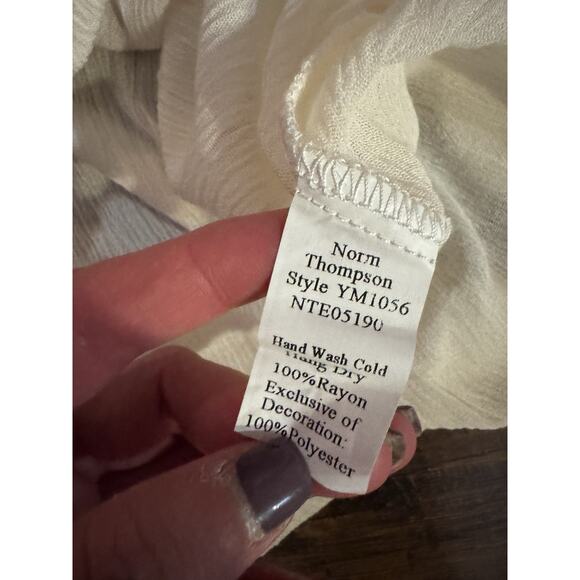 Norm
Thompson
Style YM1056
NTE05190
Hand Wash Cold
Hang Dry
100%Rayon
Exclusive of
Decoration:
100%Polyester